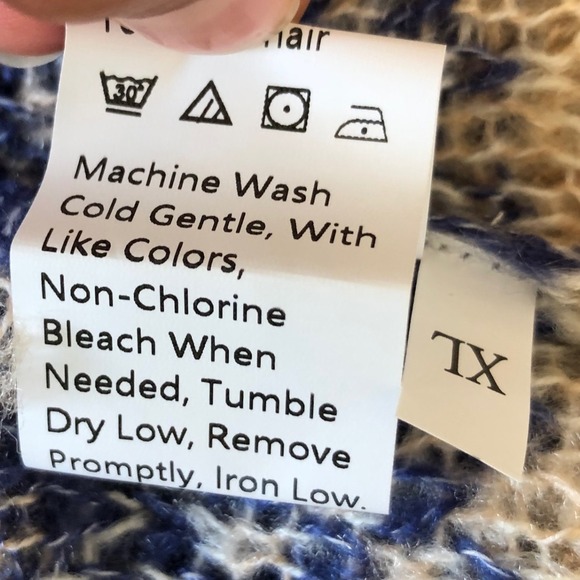 hair
30°
Machine Wash
Cold Gentle, With
Like Colors,
Non-Chlorine
Bleach When
Needed, Tumble
Dry Low, Remove
Promptly, Iron Low.
XL